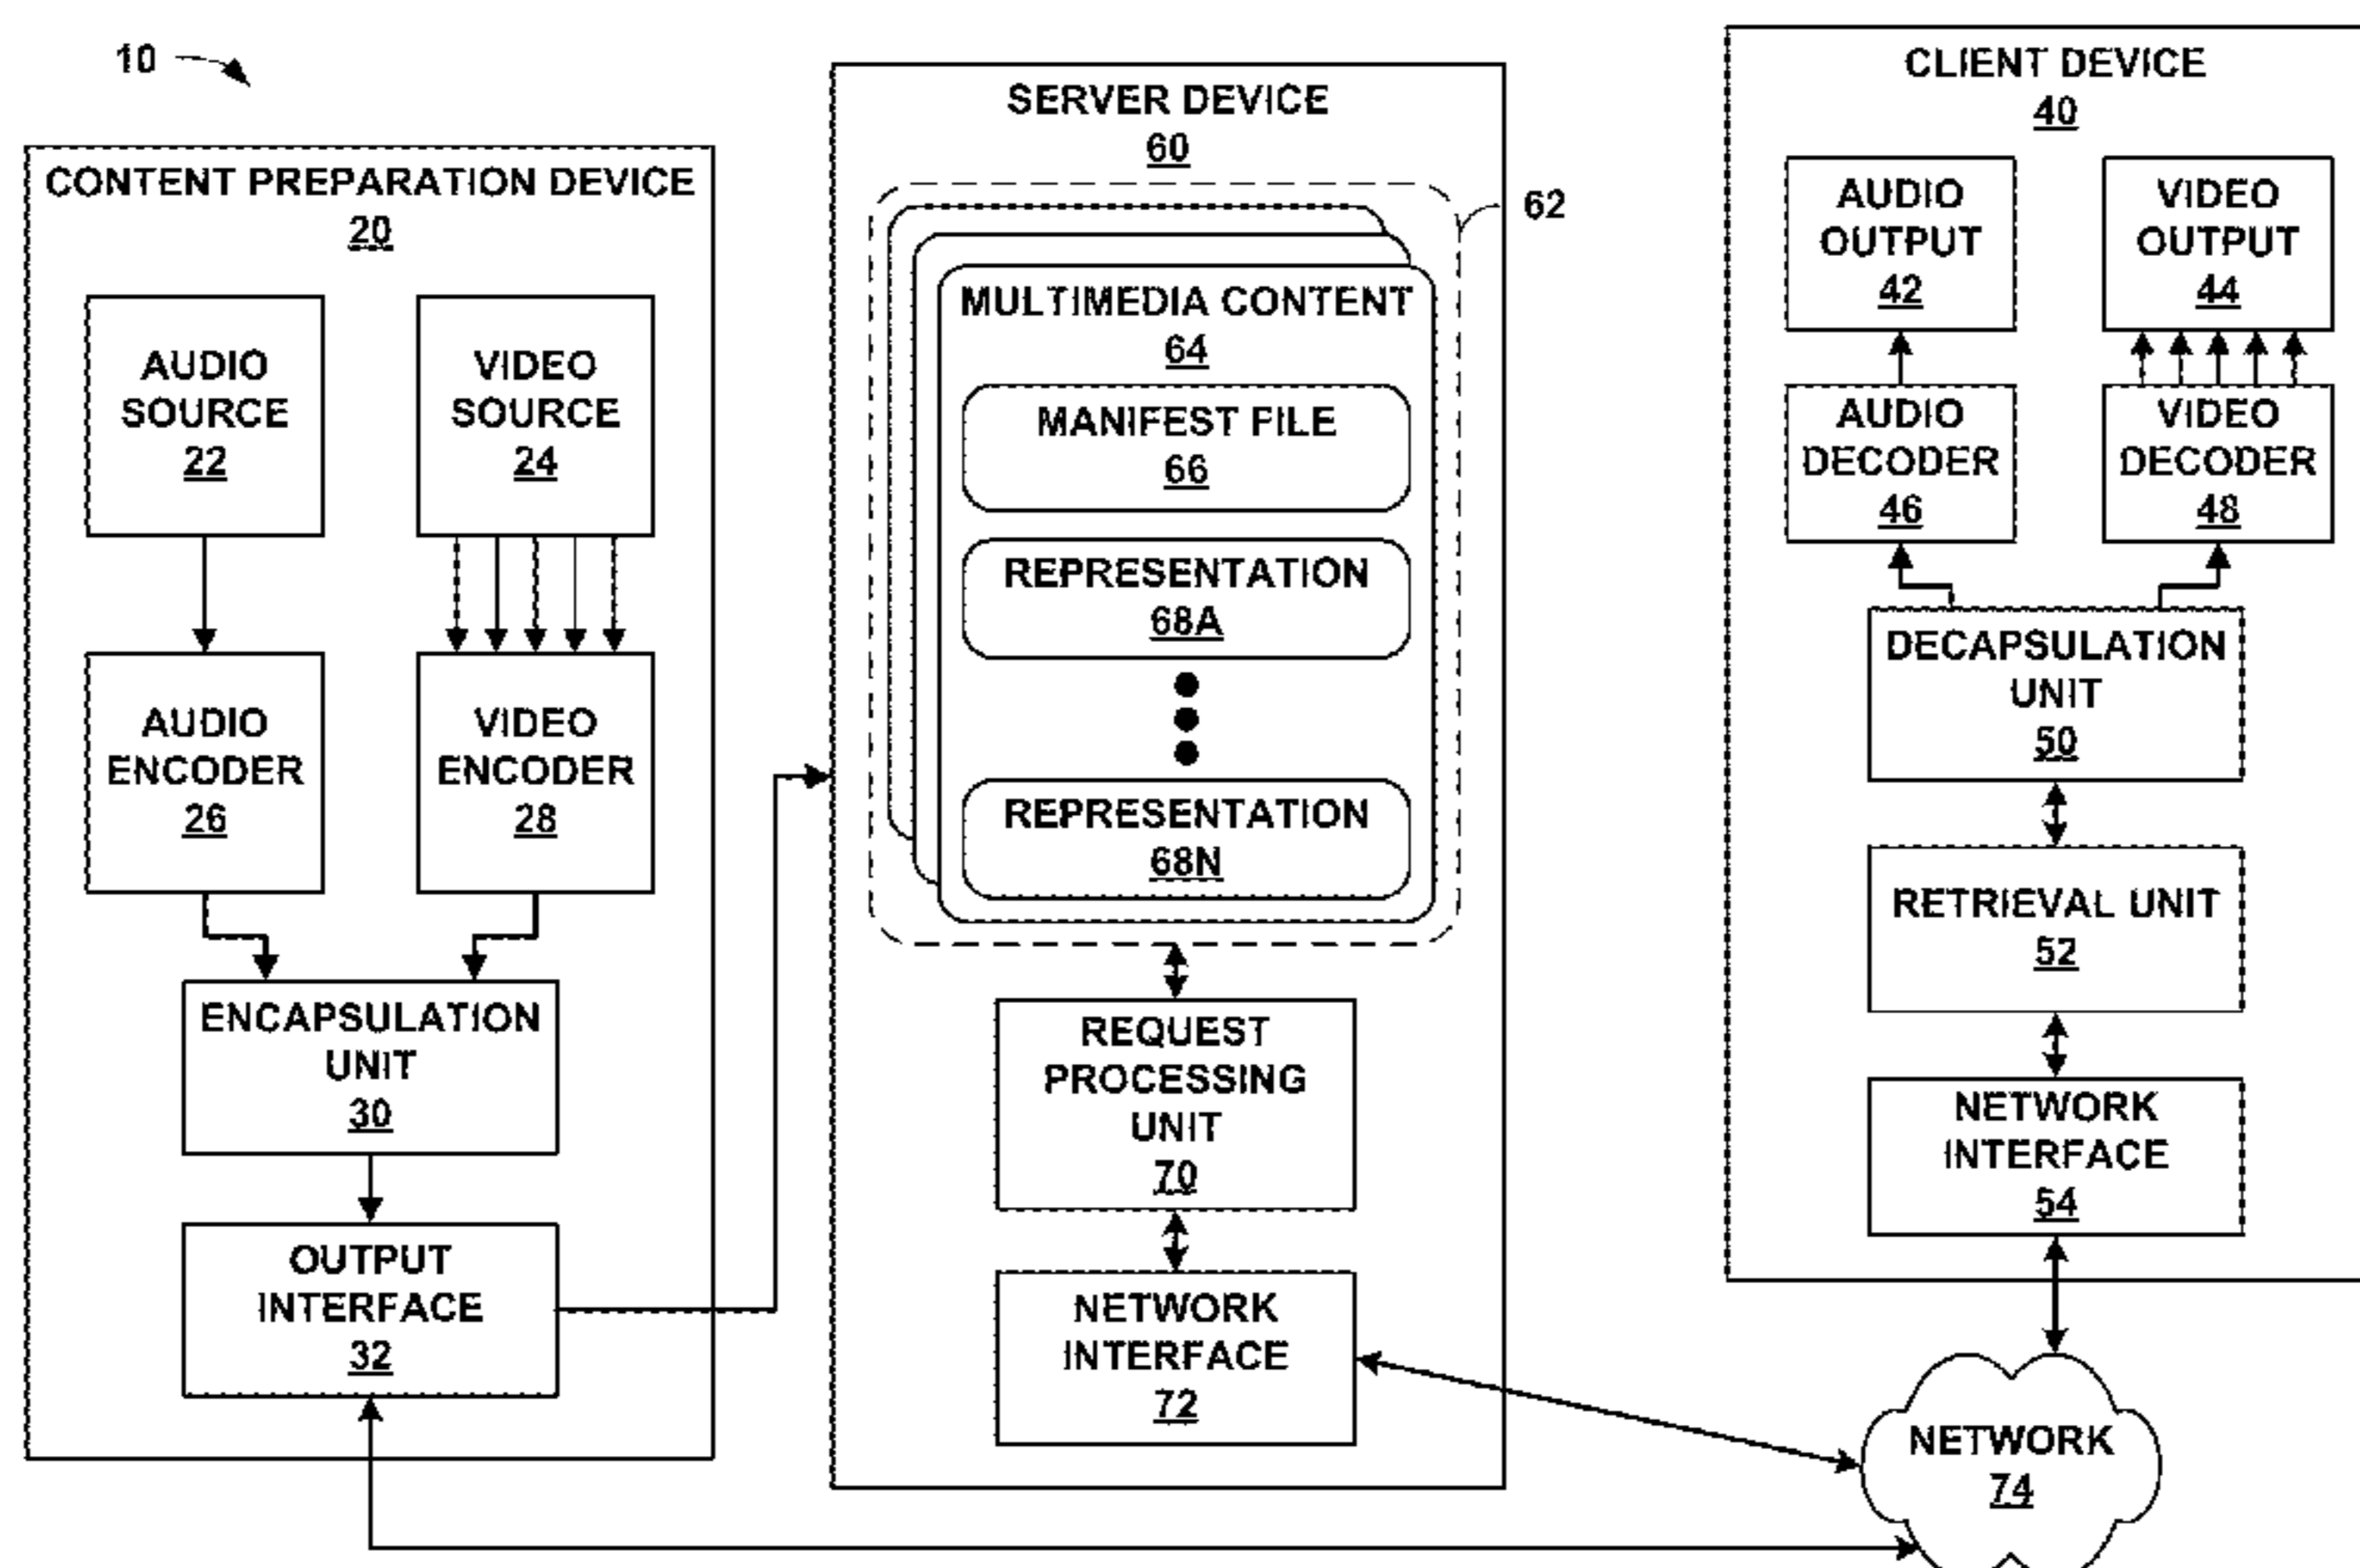 10
CONTENT PREPARATION DEVICE
20
AUDIO
SOURCE
22
VIDEO
SOURCE
24
AUDIO
ENCODER
26
VIDEO
ENCODER
28
ENCAPSULATION
UNIT
30
OUTPUT
INTERFACE
32
SERVER DEVICE
60
62
MULTIMEDIA CONTENT
64
MANIFEST FILE
66
REPRESENTATION
68A
REPRESENTATION
68N
REQUEST
PROCESSING
UNIT
70
NETWORK
INTERFACE
72
CLIENT DEVICE
40
AUDIO
OUTPUT
42
VIDEO
OUTPUT
44
AUDIO
DECODER
46
VIDEO
DECODER
48
DECAPSULATION
UNIT
50
RETRIEVAL UNIT
52
NETWORK
INTERFACE
54
NETWORK
74